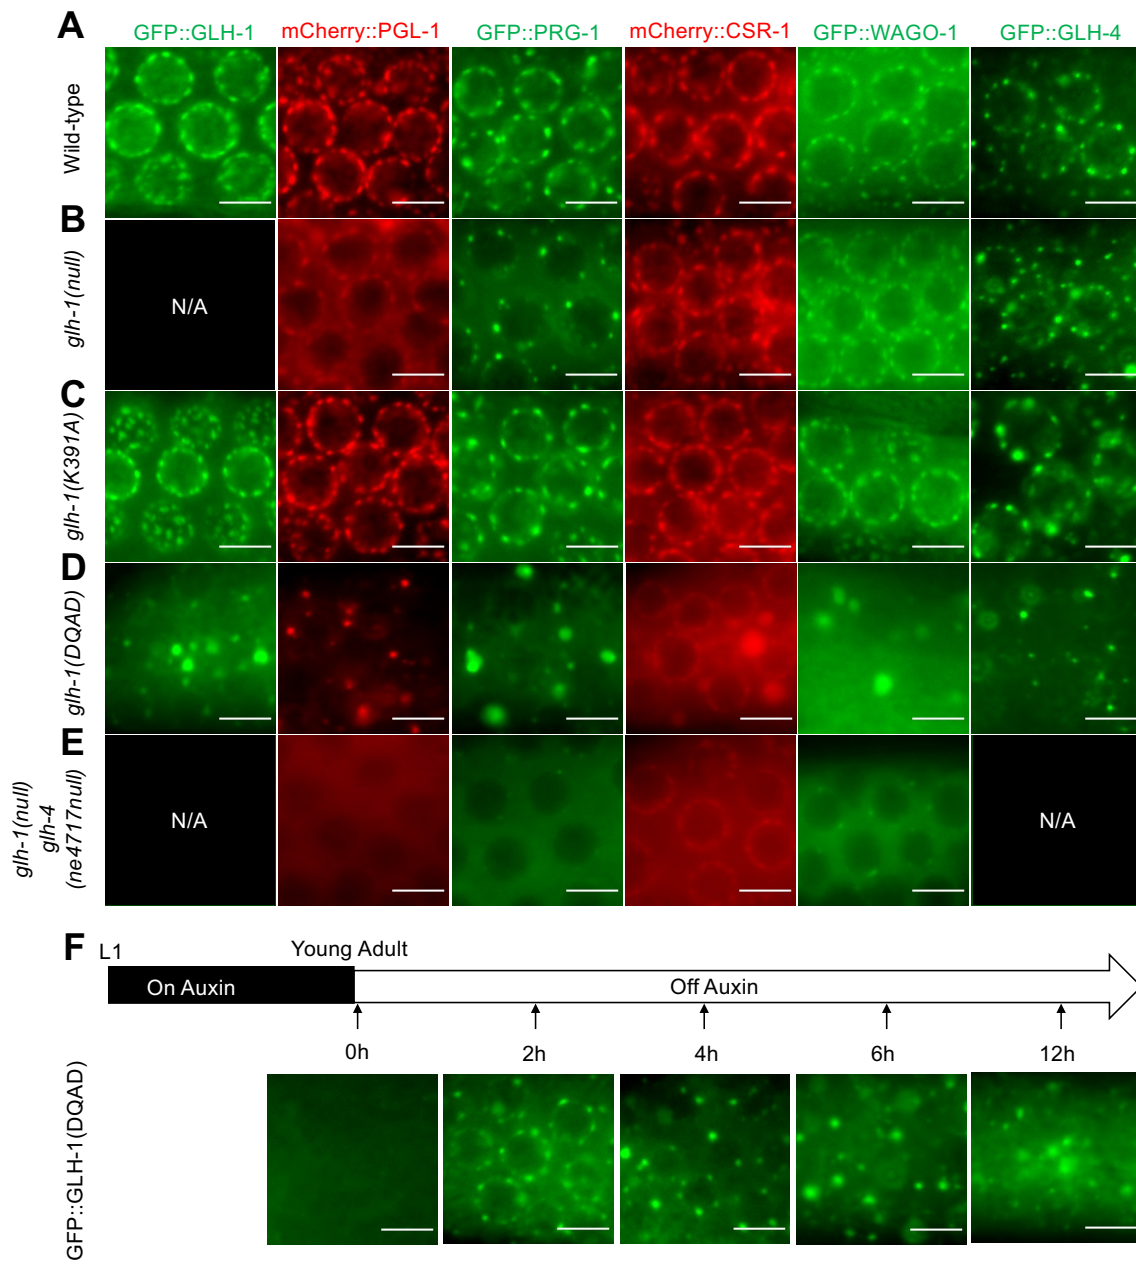 A
GFP::GLH-1 mCherry::PGL-1 GFP::PRG-1 mCherry::CSR-1 GFP::WAGO-1 GFP::GLH-4
Wild-type
B
glh-1(null)
N/A
C
glh-1(K391A)
D
glh-1(DQAD)
E
glh-1(null)
glh-4
(ne4717null)
N/A
N/A
F
L1
Young Adult
On Auxin
Off Auxin
0h 2h 4h 6h 12h
GFP::GLH-1(DQAD)